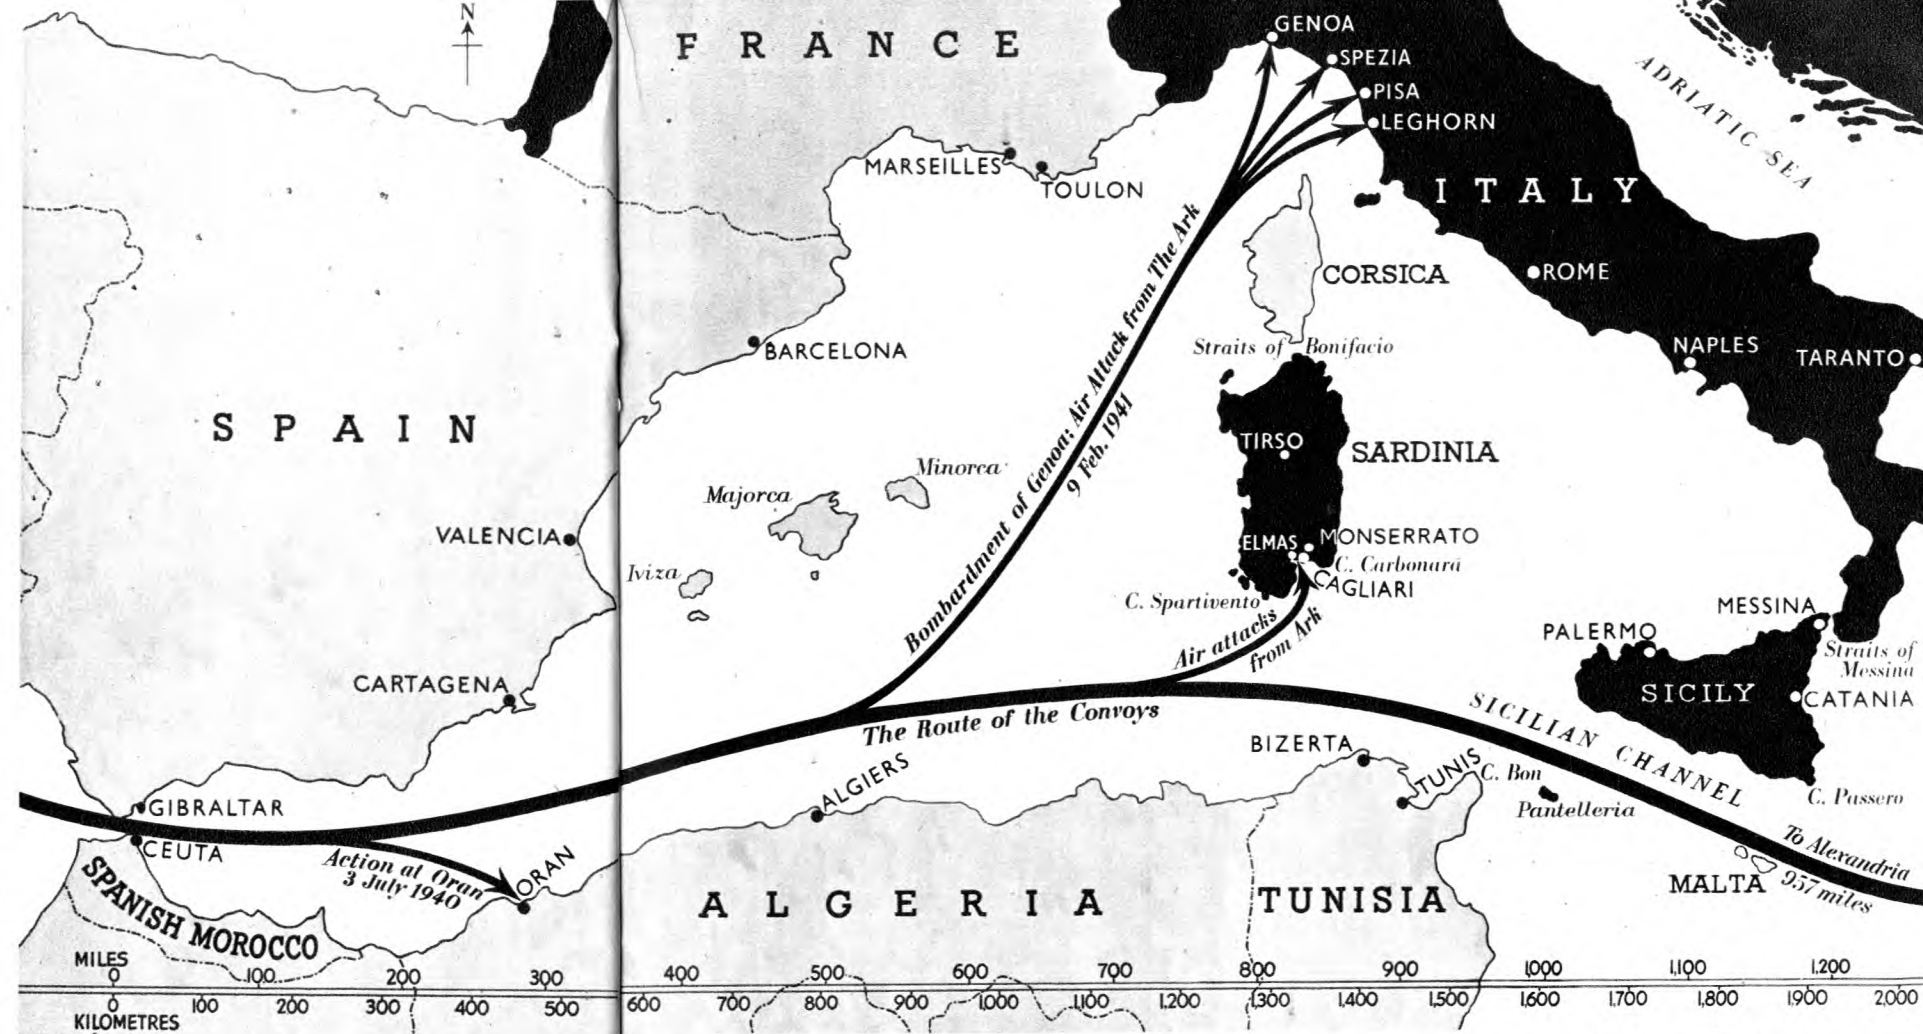 N
FRANCE
GENOA
SPEZIA
PISA
LEGHORN
ADRIATIC SEA
MARSEILLES
TOULON
ITALY
CORSICA
ROME
Straits of Bonifacio
BARCELONA
NAPLES
TARANTO
SPAIN
Bombardment of Genoa; Air Attack from The Ark
9 Feb. 1941
TIRSO
SARDINIA
Minorca
Majorca
VALENCIA
Iviza
ELMAS
MONSERRATO
C. Carbonara
CAGLIARI
C. Spartivento
Air attacks
from Ark
MESSINA
PALERMO
Straits of
Messina
SICILY
CATANIA
CARTAGENA
The Route of the Convoys
SICILIAN CHANNEL
BIZERTA
TUNIS
C. Bon
Pantelleria
C. Passero
ALGIERS
GIBRALTAR
CEUTA
Action at Oran
3 July 1940
ORAN
To Alexandria
957 miles
MALTA
SPANISH MOROCCO
ALGERIA
TUNISIA
MILES
0 100 200 300 400 500 600 700 800 900 1,000 1,100 1,200
0 100 200 300 400 500 600 700 800 900 1000 1,100 1,200 1,300 1,400 1,500 1,600 1,700 1,800 1,900 2,000
KILOMETRES